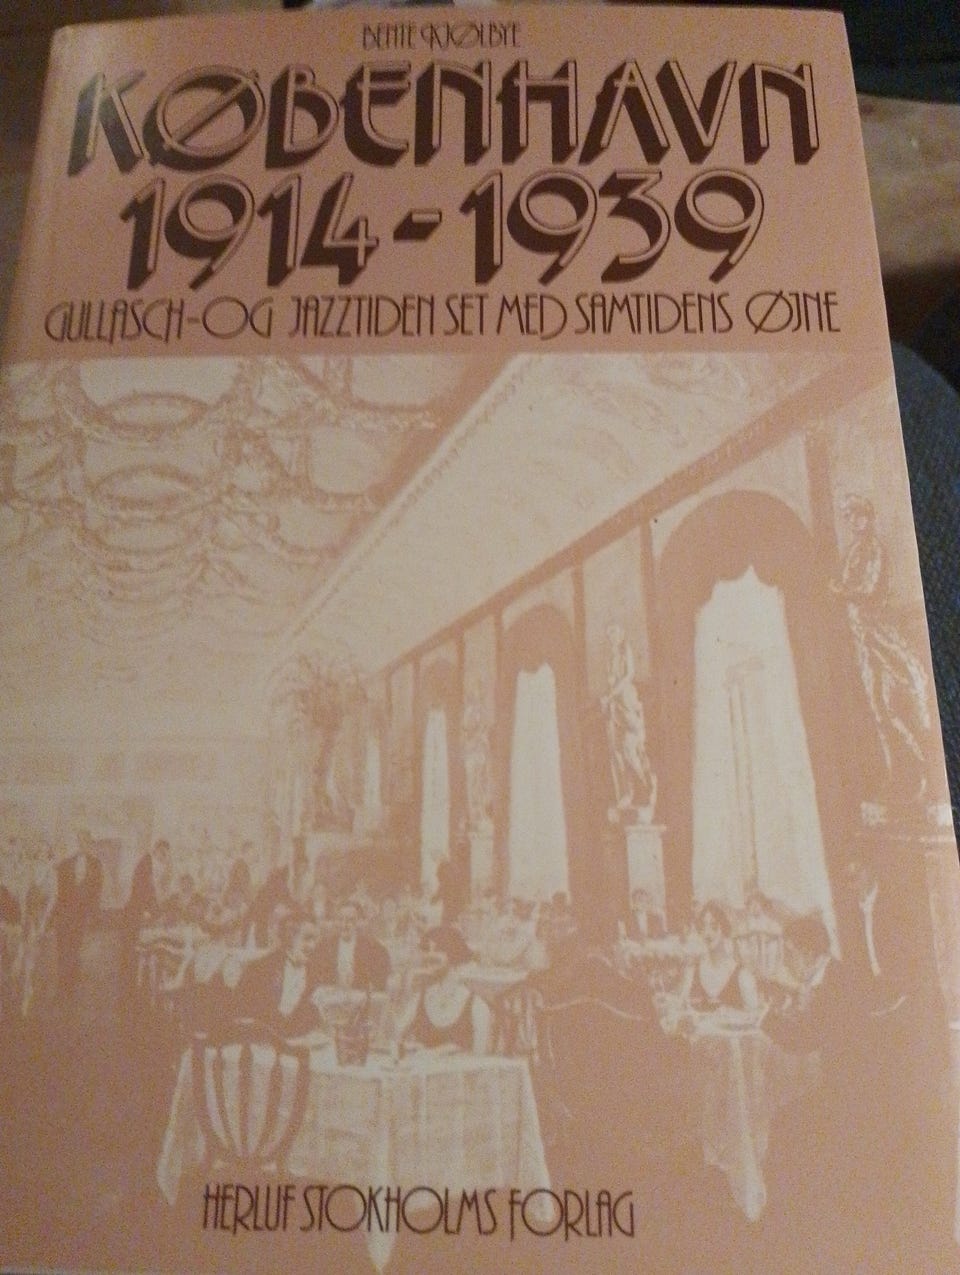 BENTE KJØLBYE
KØBENHAVN
1914-1939
GULLASCH-OG JAZZTIDEN SET MED SAMTIDENS ØJNE
HERLUF STOKHOLMS FORLAG